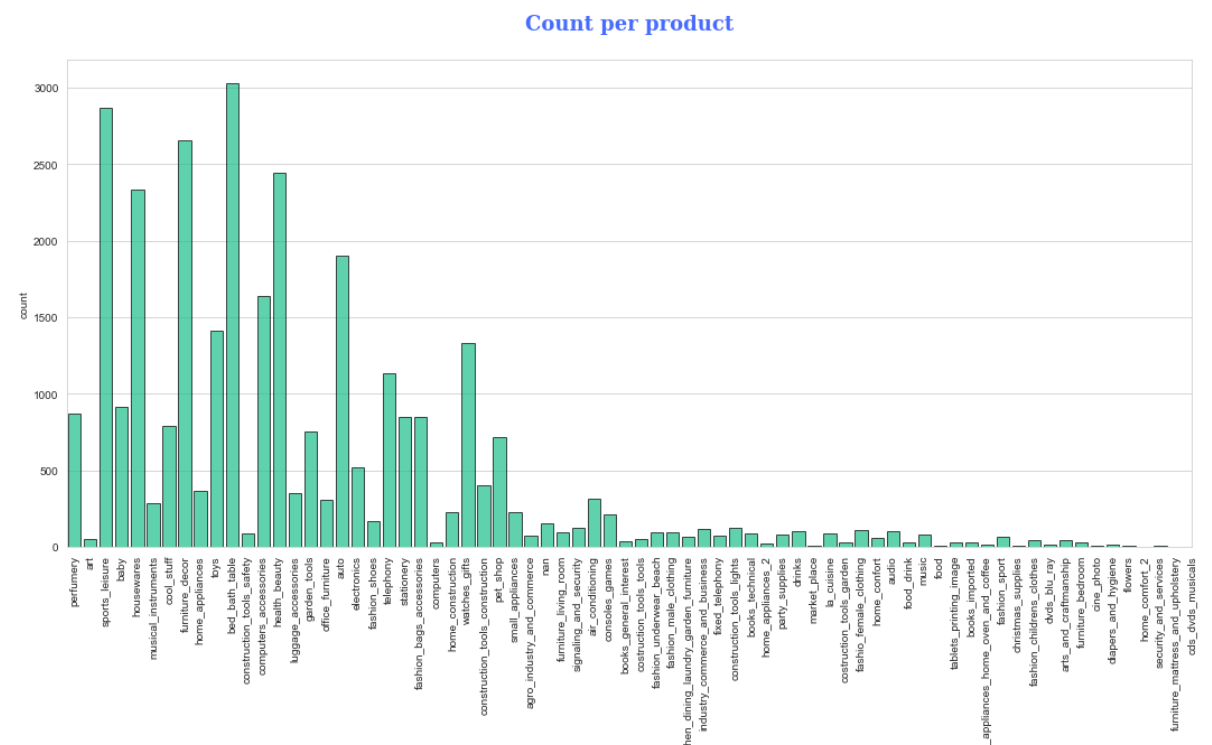 Count per product
3000
2500
2000
1500
1000
500
0
count
perfumery
art
sports_leisure
baby
housewares
musical_instruments
cool_stuff
furniture_decor
home_appliances
toys
bed_bath_table
construction_tools_safety
computers_accessories
health_beauty
luggage_accessories
garden_tools
office_furniture
auto
electronics
fashion_shoes
telephony
stationery
fashion_bags_accessories
computers
home_construction
watches_gifts
construction_tools_construction
pet_shop
small_appliances
agro_industry_and_commerce
nan
furniture_living_room
signaling_and_security
air_conditioning
consoles_games
books_general_interest
costruction_tools_tools
fashion_underwear_beach
fashion_male_clothing
hen_dining_laundry_garden_furniture
industry_commerce_and_business
fixed_telephony
construction_tools_lights
books_technical
home_appliances_2
party_supplies
drinks
market_place
la_cuisine
costruction_tools_garden
fashio_female_clothing
home_confort
audio
food_drink
music
food
tablets_printing_image
books_imported
_appliances_home_oven_and_coffee
fashion_sport
christmas_supplies
fashion_childrens_clothes
dvds_blu_ray
arts_and_craftmanship
furniture_bedroom
cine_photo
diapers_and_hygiene
flowers
home_comfort_2
security_and_services
furniture_mattress_and_upholstery
cds_dvds_musicals